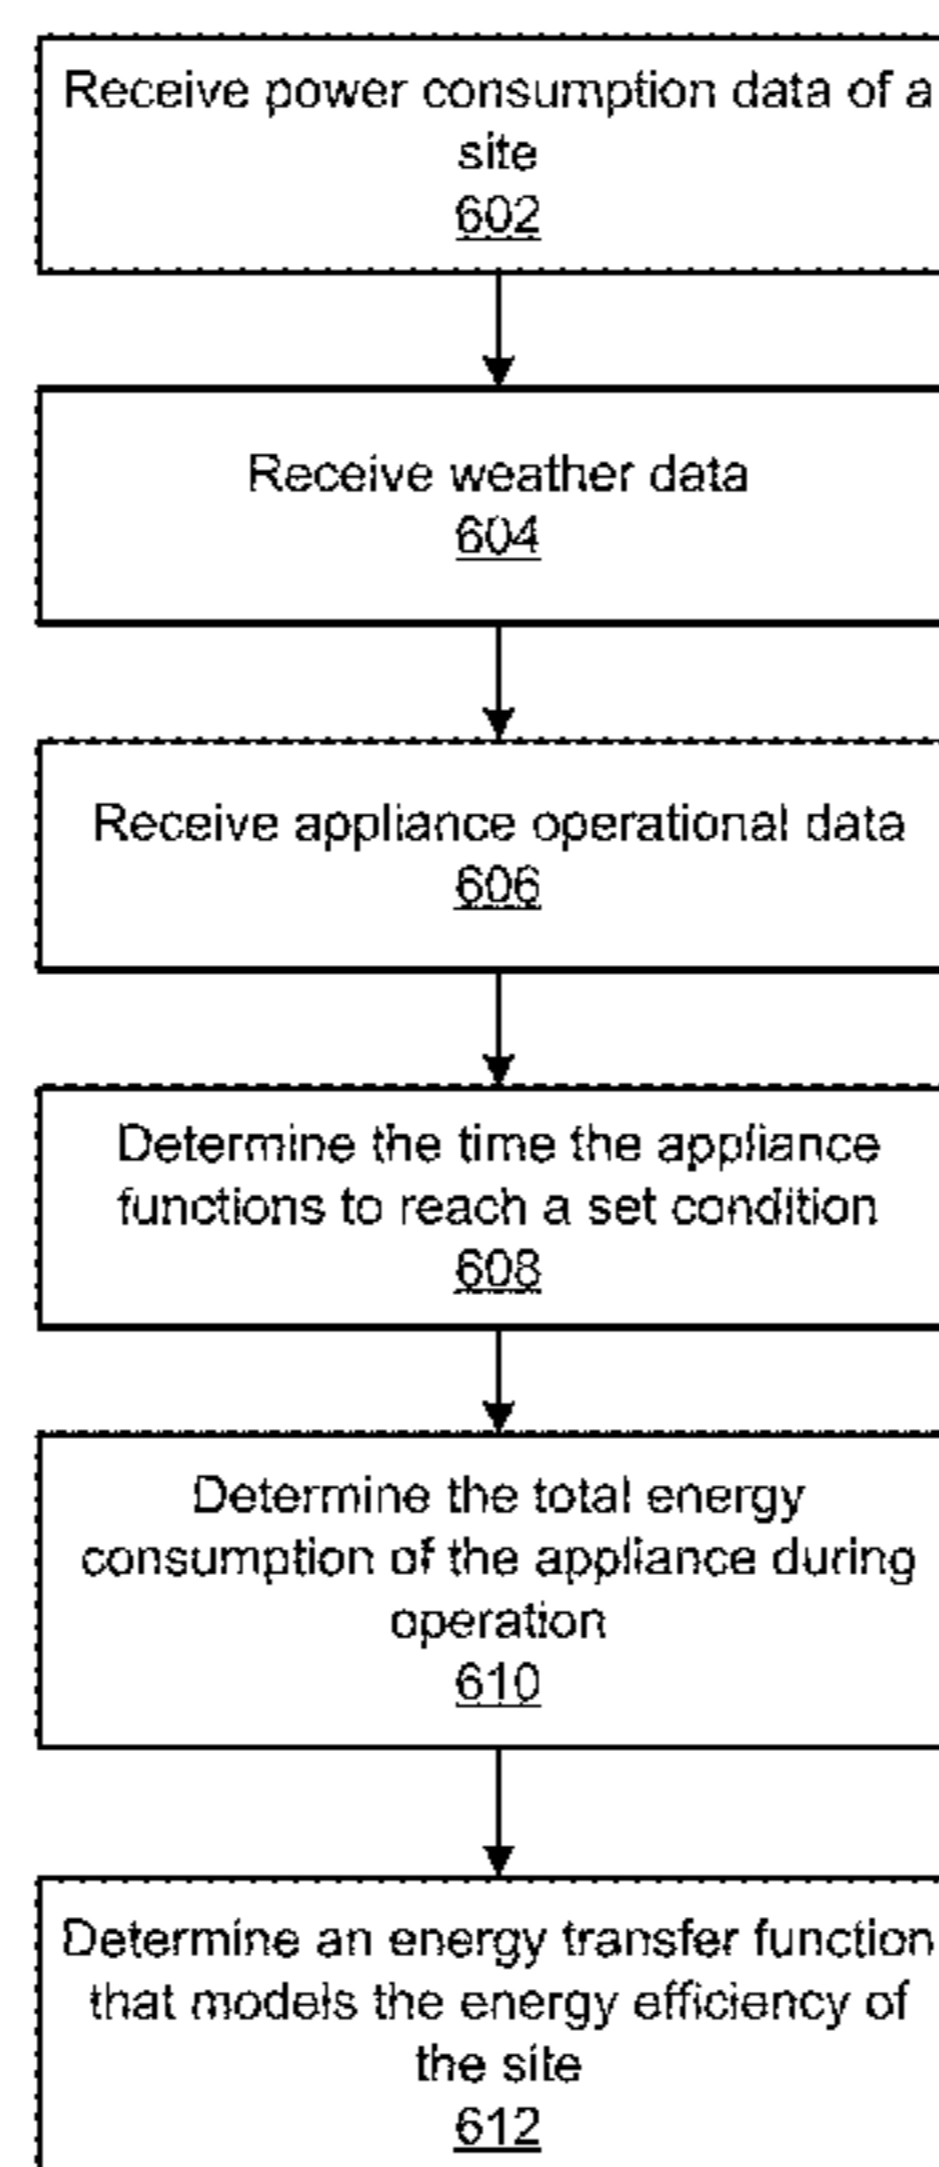 Receive power consumption data of a
site
602
Receive weather data
604
Receive appliance operational data
606
Determine the time the appliance
functions to reach a set condition
608
Determine the total energy
consumption of the appliance during
operation
610
Determine an energy transfer function
that models the energy efficiency of
the site
612